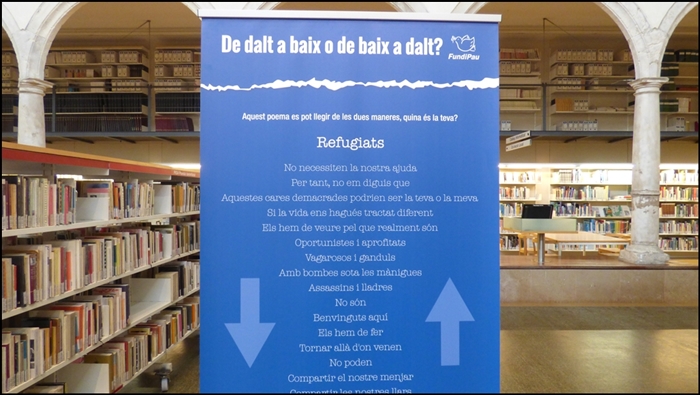 De dalt a baix o de baix a dalt?
FundiPau
Aquest poema es pot llegir de les dues maneres, quina és la teva?
Refugiats
No necessiten la nostra ajuda
Per tant, no em diguis que
Aquestes cares demacrades podrien ser la teva o la meva
Si la vida ens hagués tractat diferent
Els hem de veure pel que realment són
Oportunistes i aprofitats
Vagarosos i ganduls
Amb bombes sota les mànigues
Assassins i lladres
No són
Benvinguts aquí
Els hem de fer
Tornar allà d'on venen
No poden
Compartir el nostre menjar
Compartir les nostres llars